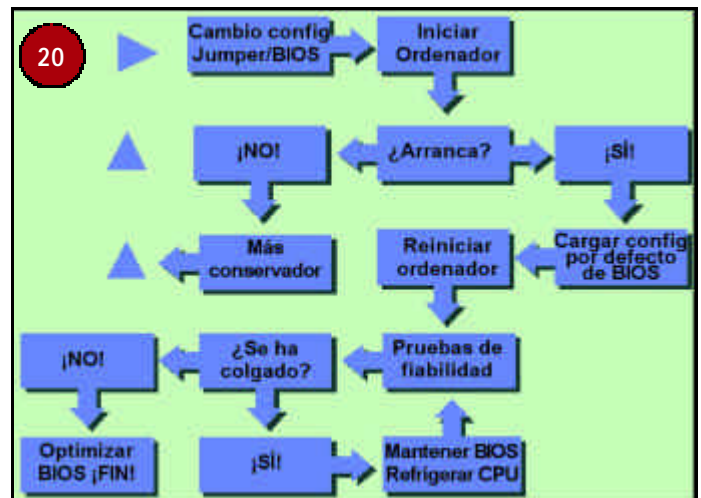 20
Cambio config
Jumper/BIOS
Iniciar
Ordenador
¡NO!
¿Arranca?
¡SÍ!
Más
conservador
Reiniciar
ordenador
Cargar config
por defecto
de BIOS
¡NO!
¿Se ha
colgado?
Pruebas de
fiabilidad
Optimizar
BIOS ¡FIN!
¡SÍ!
Mantener BIOS
Refrigerar CPU